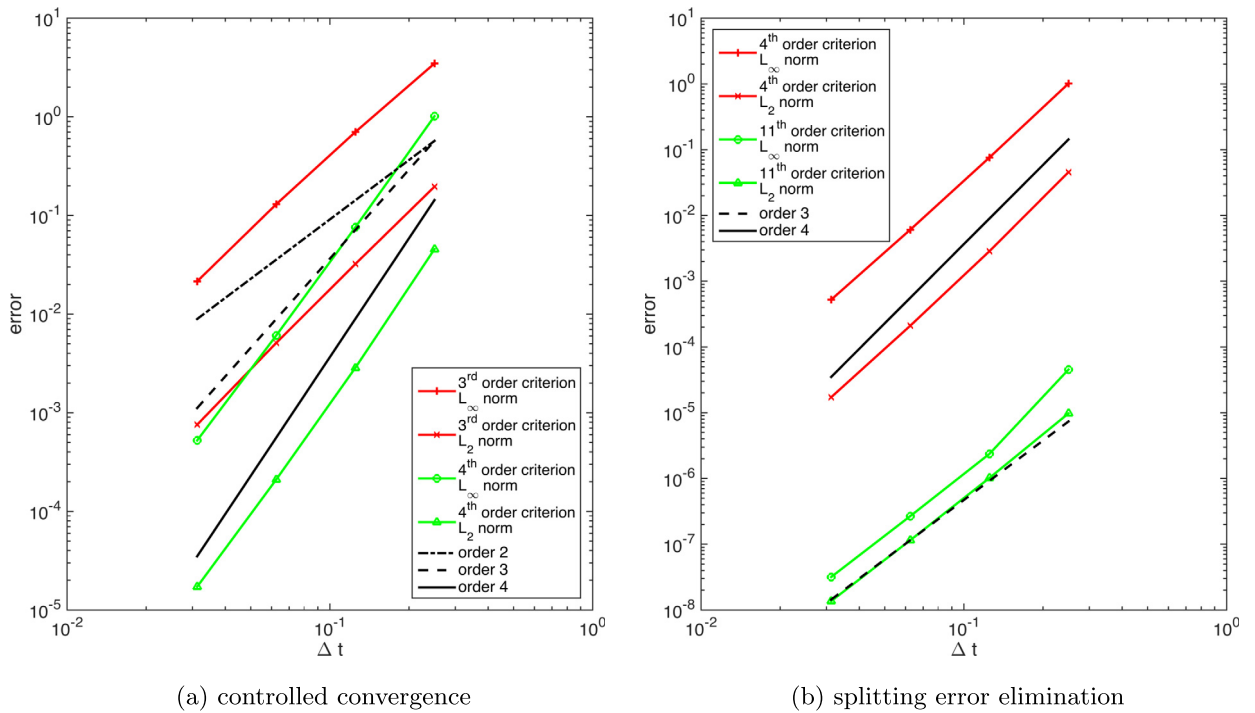 10^1
10^0
10^-1
10^-2
10^-3
10^-4
10^-5
error
10^-2
10^-1
10^0
Δ t
3^rd order criterion
L_∞ norm
3^rd order criterion
L_2 norm
4^th order criterion
L_∞ norm
4^th order criterion
L_2 norm
order 2
order 3
order 4
(a) controlled convergence
10^1
10^0
10^-1
10^-2
10^-3
10^-4
10^-5
10^-6
10^-7
10^-8
error
10^-2
10^-1
10^0
Δ t
4^th order criterion
L_∞ norm
4^th order criterion
L_2 norm
11^th order criterion
L_∞ norm
11^th order criterion
L_2 norm
order 3
order 4
(b) splitting error elimination